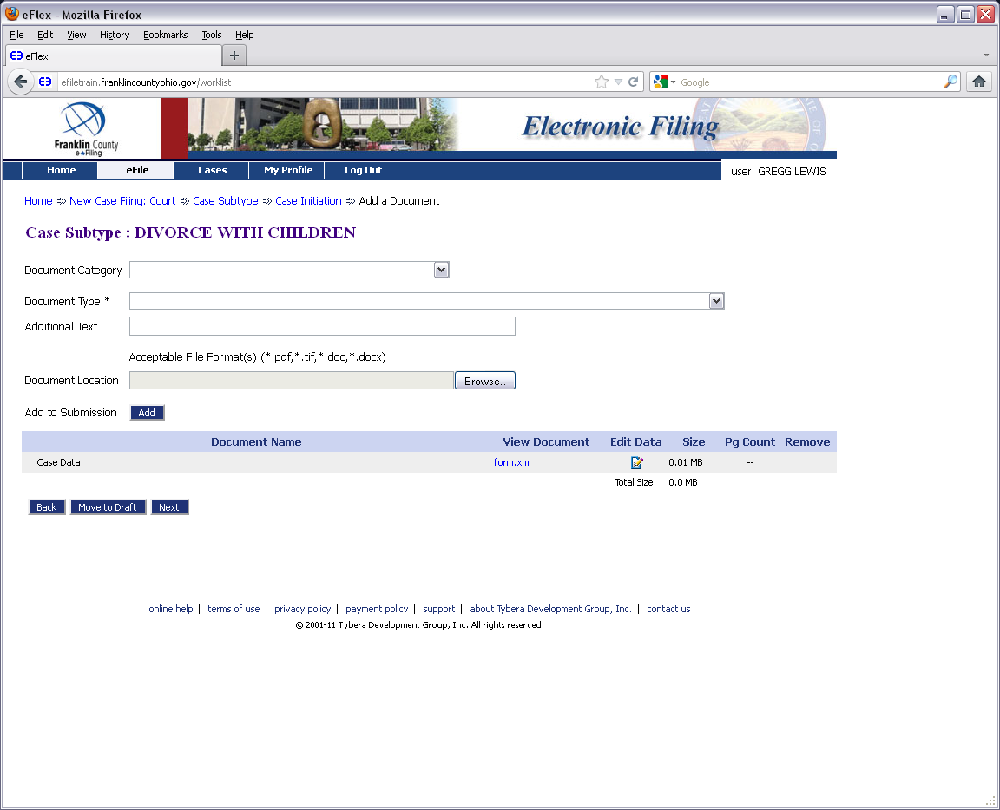 eFlex - Mozilla Firefox
File Edit View History Bookmarks Tools Help
eFlex
efiletrain.franklincountyohio.gov/worklist
Google
Franklin County
e★Filing
Electronic Filing
Home eFile Cases My Profile Log Out
user: GREGG LEWIS
Home ⇒ New Case Filing: Court ⇒ Case Subtype ⇒ Case Initiation ⇒ Add a Document
Case Subtype : DIVORCE WITH CHILDREN
Document Category
Document Type *
Additional Text
Acceptable File Format(s) (*.pdf,*.tif,*.doc,*.docx)
Document Location Browse...
Add to Submission Add
Document Name View Document Edit Data Size Pg Count Remove
Case Data form.xml 0.01 MB --
Total Size: 0.0 MB
Back Move to Draft Next
online help | terms of use | privacy policy | payment policy | support | about Tybera Development Group, Inc. | contact us
© 2001-11 Tybera Development Group, Inc. All rights reserved.